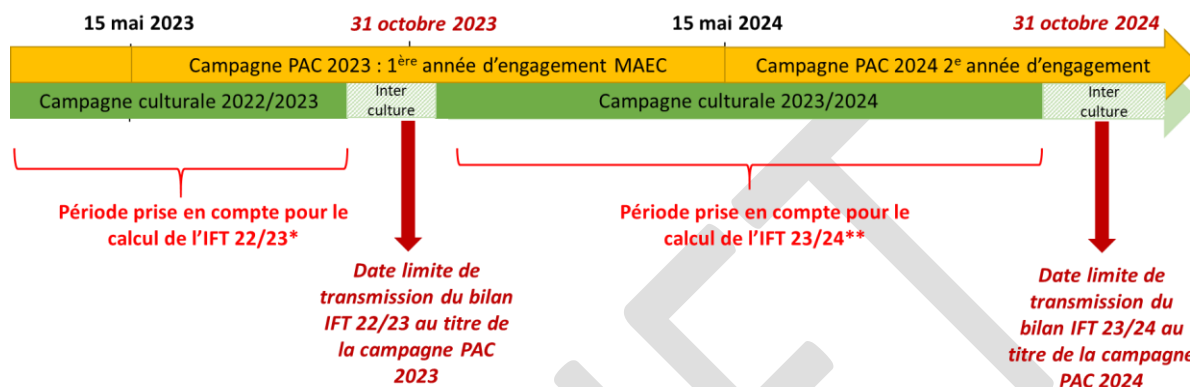 15 mai 2023
31 octobre 2023
15 mai 2024
31 octobre 2024
Campagne PAC 2023 : 1ère année d'engagement MAEC
Campagne PAC 2024 2e année d'engagement
Campagne culturale 2022/2023
Inter
culture
Campagne culturale 2023/2024
Inter
culture
Période prise en compte pour le
calcul de l'IFT 22/23*
Période prise en compte pour le
calcul de l'IFT 23/24**
Date limite de
transmission du bilan
IFT 22/23 au titre de
la campagne PAC
2023
Date limite de
transmission du
bilan IFT 23/24 au
titre de la campagne
PAC 2024